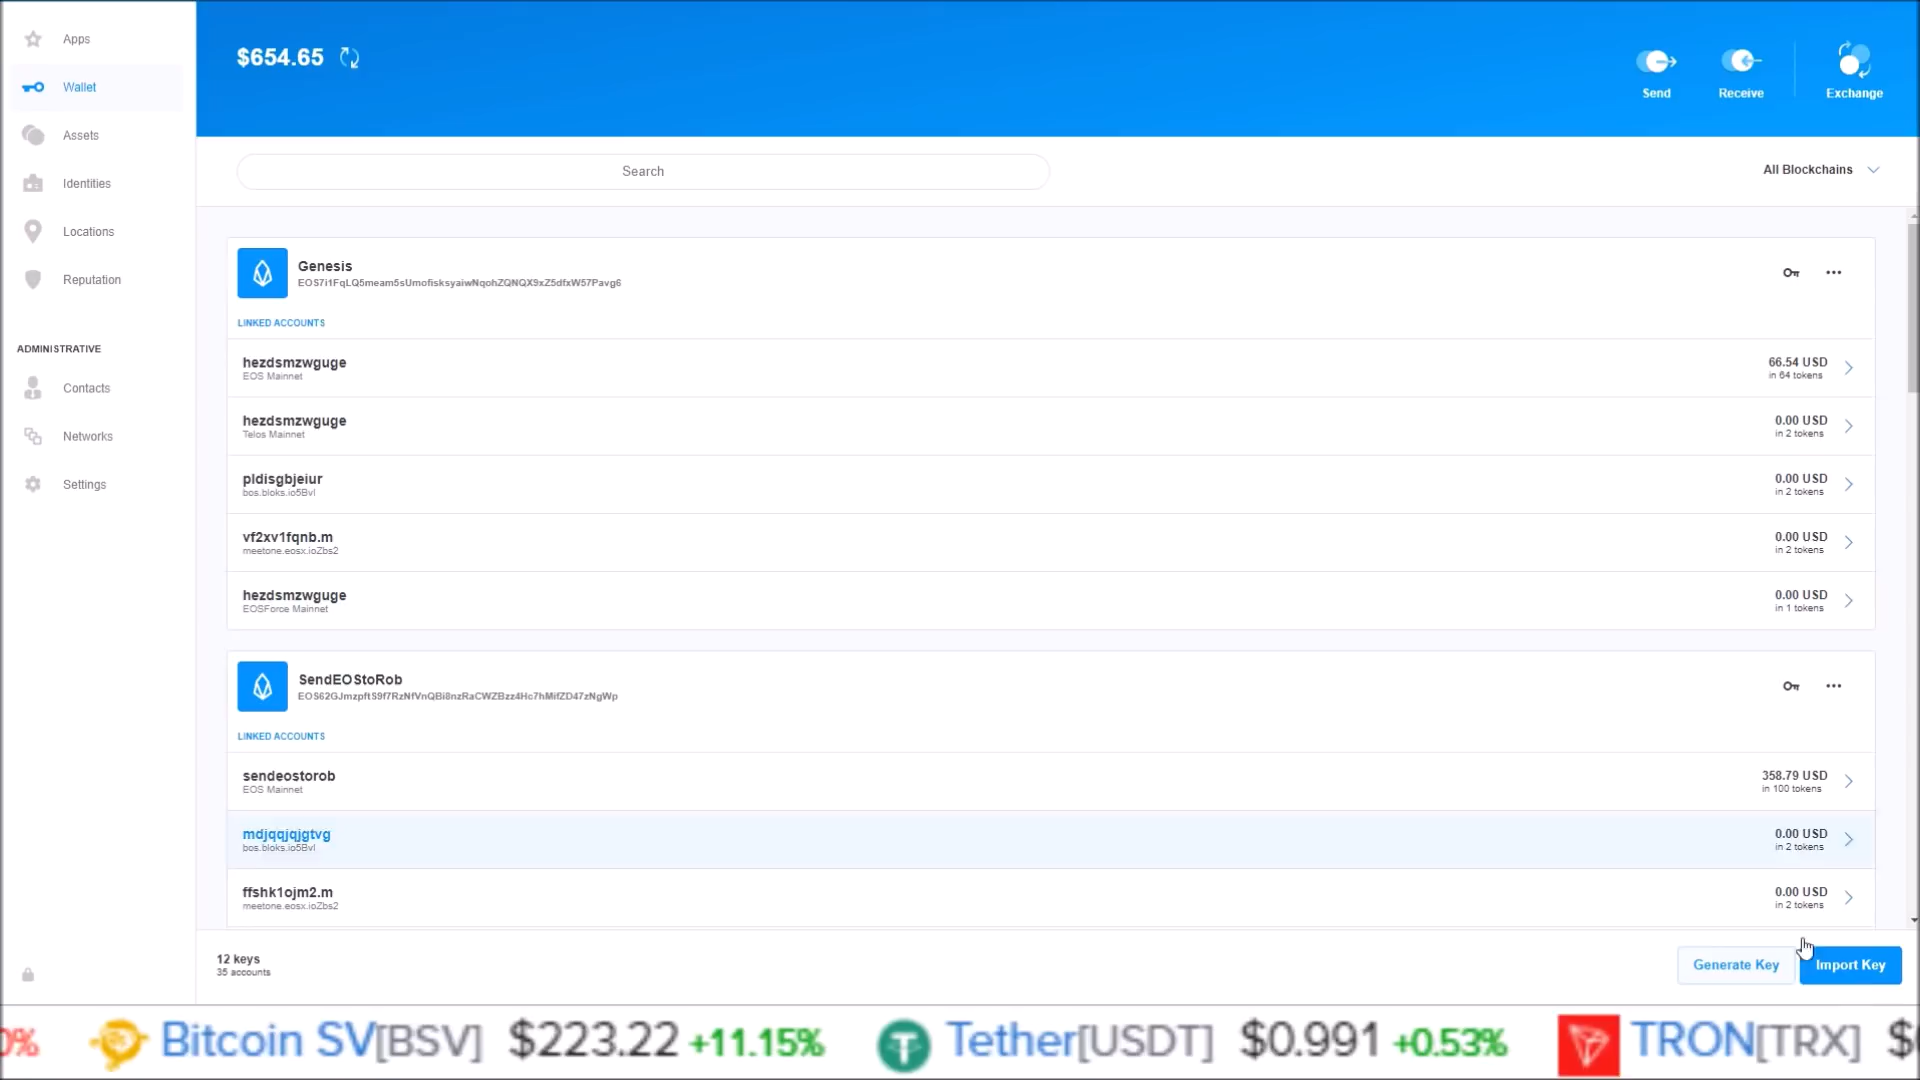 Apps
Wallet
Assets
Identities
Locations
Reputation
ADMINISTRATIVE
Contacts
Networks
Settings
$654.65
Send
Receive
Exchange
Search
All Blockchains
Genesis
EOS7i1FqLQ5meam5sUmofisksyaiwNqohZQNQX9xZ5dfxW57Pavg6
LINKED ACCOUNTS
hezdsmzwguge
EOS Mainnet
66.54 USD
in 64 tokens
hezdsmzwguge
Telos Mainnet
0.00 USD
in 2 tokens
pldisgbjeiur
bos.bloks.io5Bvl
0.00 USD
in 2 tokens
vf2xv1fqnb.m
meetone.eosx.ioZbs2
0.00 USD
in 2 tokens
hezdsmzwguge
EOSForce Mainnet
0.00 USD
in 1 tokens
SendEOStoRob
EOS62GJmzpftS9f7RzNfVnQBi8nzRaCWZBzz4Hc7hMifZD47zNgWp
LINKED ACCOUNTS
sendeostorob
EOS Mainnet
358.79 USD
in 100 tokens
mdjqqjqjgtvg
bos.bloks.io5Bvl
0.00 USD
in 2 tokens
ffshk1ojm2.m
meetone.eosx.ioZbs2
0.00 USD
in 2 tokens
12 keys
35 accounts
Generate Key
Import Key
0% Bitcoin SV[BSV] $223.22 +11.15% Tether[USDT] $0.991 +0.53% TRON[TRX] $